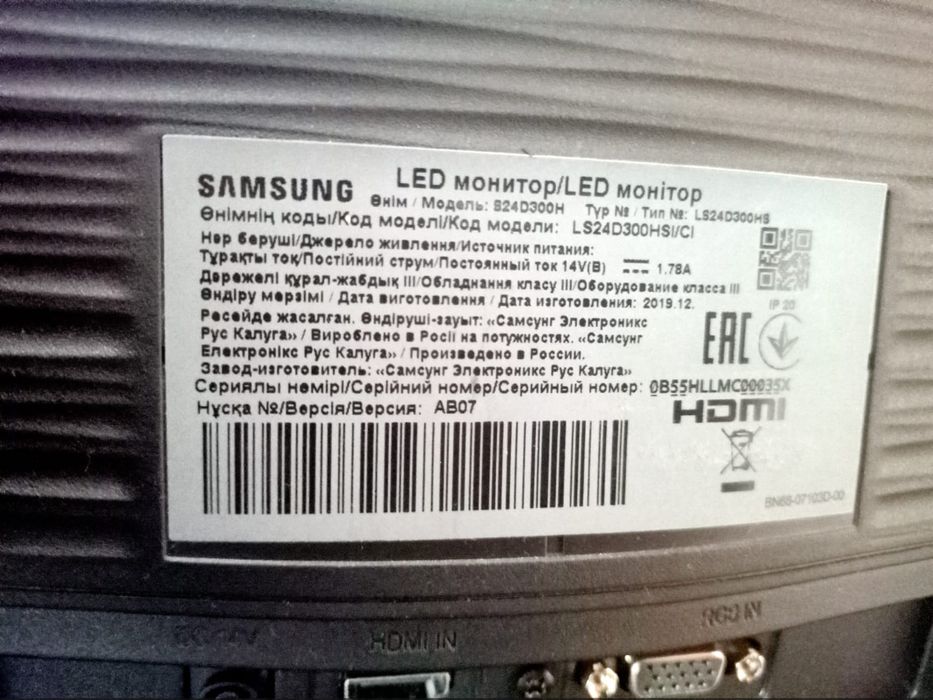 SAMSUNG
LED монитор/LED монітор
Өнім / Модель: S24D300H Түр № / Тип №: LS24D300HS
Өнімнің коды/Код моделі/Код модели: LS24D300HSI/CI
Нәр беруші/Джерело живлення/Источник питания:
Тұрақты тоқ/Постійний струм/Постоянный ток 14V(B) 1.78A
Дәрежелі құрал-жабдық III/Обладнання класу III/Оборудование класса III
Өндіру мерзімі / Дата виготовлення / Дата изготовления: 2019.12.
IP 20
Ресейде жасалған. Өндіруші-зауыт: «Самсунг Электроникс
Рус Калуга» / Вироблено в Росії на потужностях. «Самсунг
Електронікс Рус Калуга» / Произведено в России.
Завод-изготовитель: «Самсунг Электроникс Рус Калуга»
EAC
Сериялы нөмірі/Серійний номер/Серийный номер: 0B55HLLMC00035X
Нұсқа №/Версія/Версия: AB07
HDMI
BN68-07103D-00
HDMI IN
RGB IN